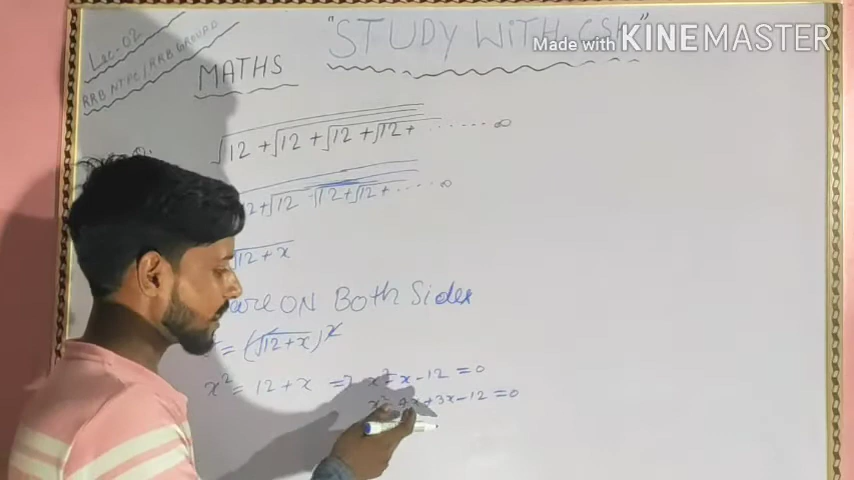 Lec-02
RRB NTPC/RRB GROUP D
MATHS
"STUDY WITH
Made with KINEMASTER
√12 + √12 + √12 + √12 + ....... ∞
12 + √12 √12 + √12 + ..... ∞
√12 + x
are ON Both Sides
= (√12 + x)²
x² = 12 + x ⇒ x² - x - 12 = 0
x² - 4x + 3x - 12 = 0